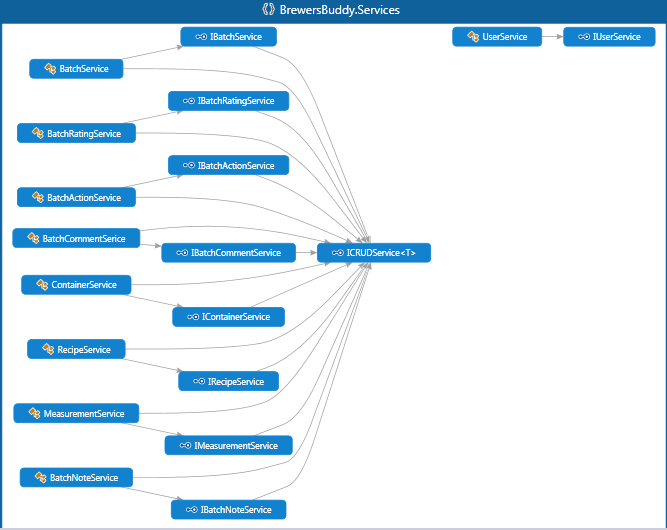 BrewersBuddy.Services
IBatchService
UserService
IUserService
BatchService
IBatchRatingService
BatchRatingService
IBatchActionService
BatchActionService
BatchCommentSerice
IBatchCommentService
ICRUDService<T>
ContainerService
IContainerService
RecipeService
IRecipeService
MeasurementService
IMeasurementService
BatchNoteService
IBatchNoteService